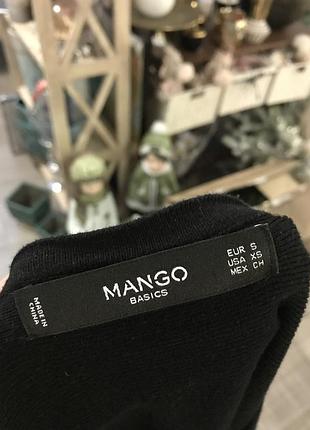 MADE IN
CHINA
MANGO
BASICS
EUR S
USA XS
MEX CH